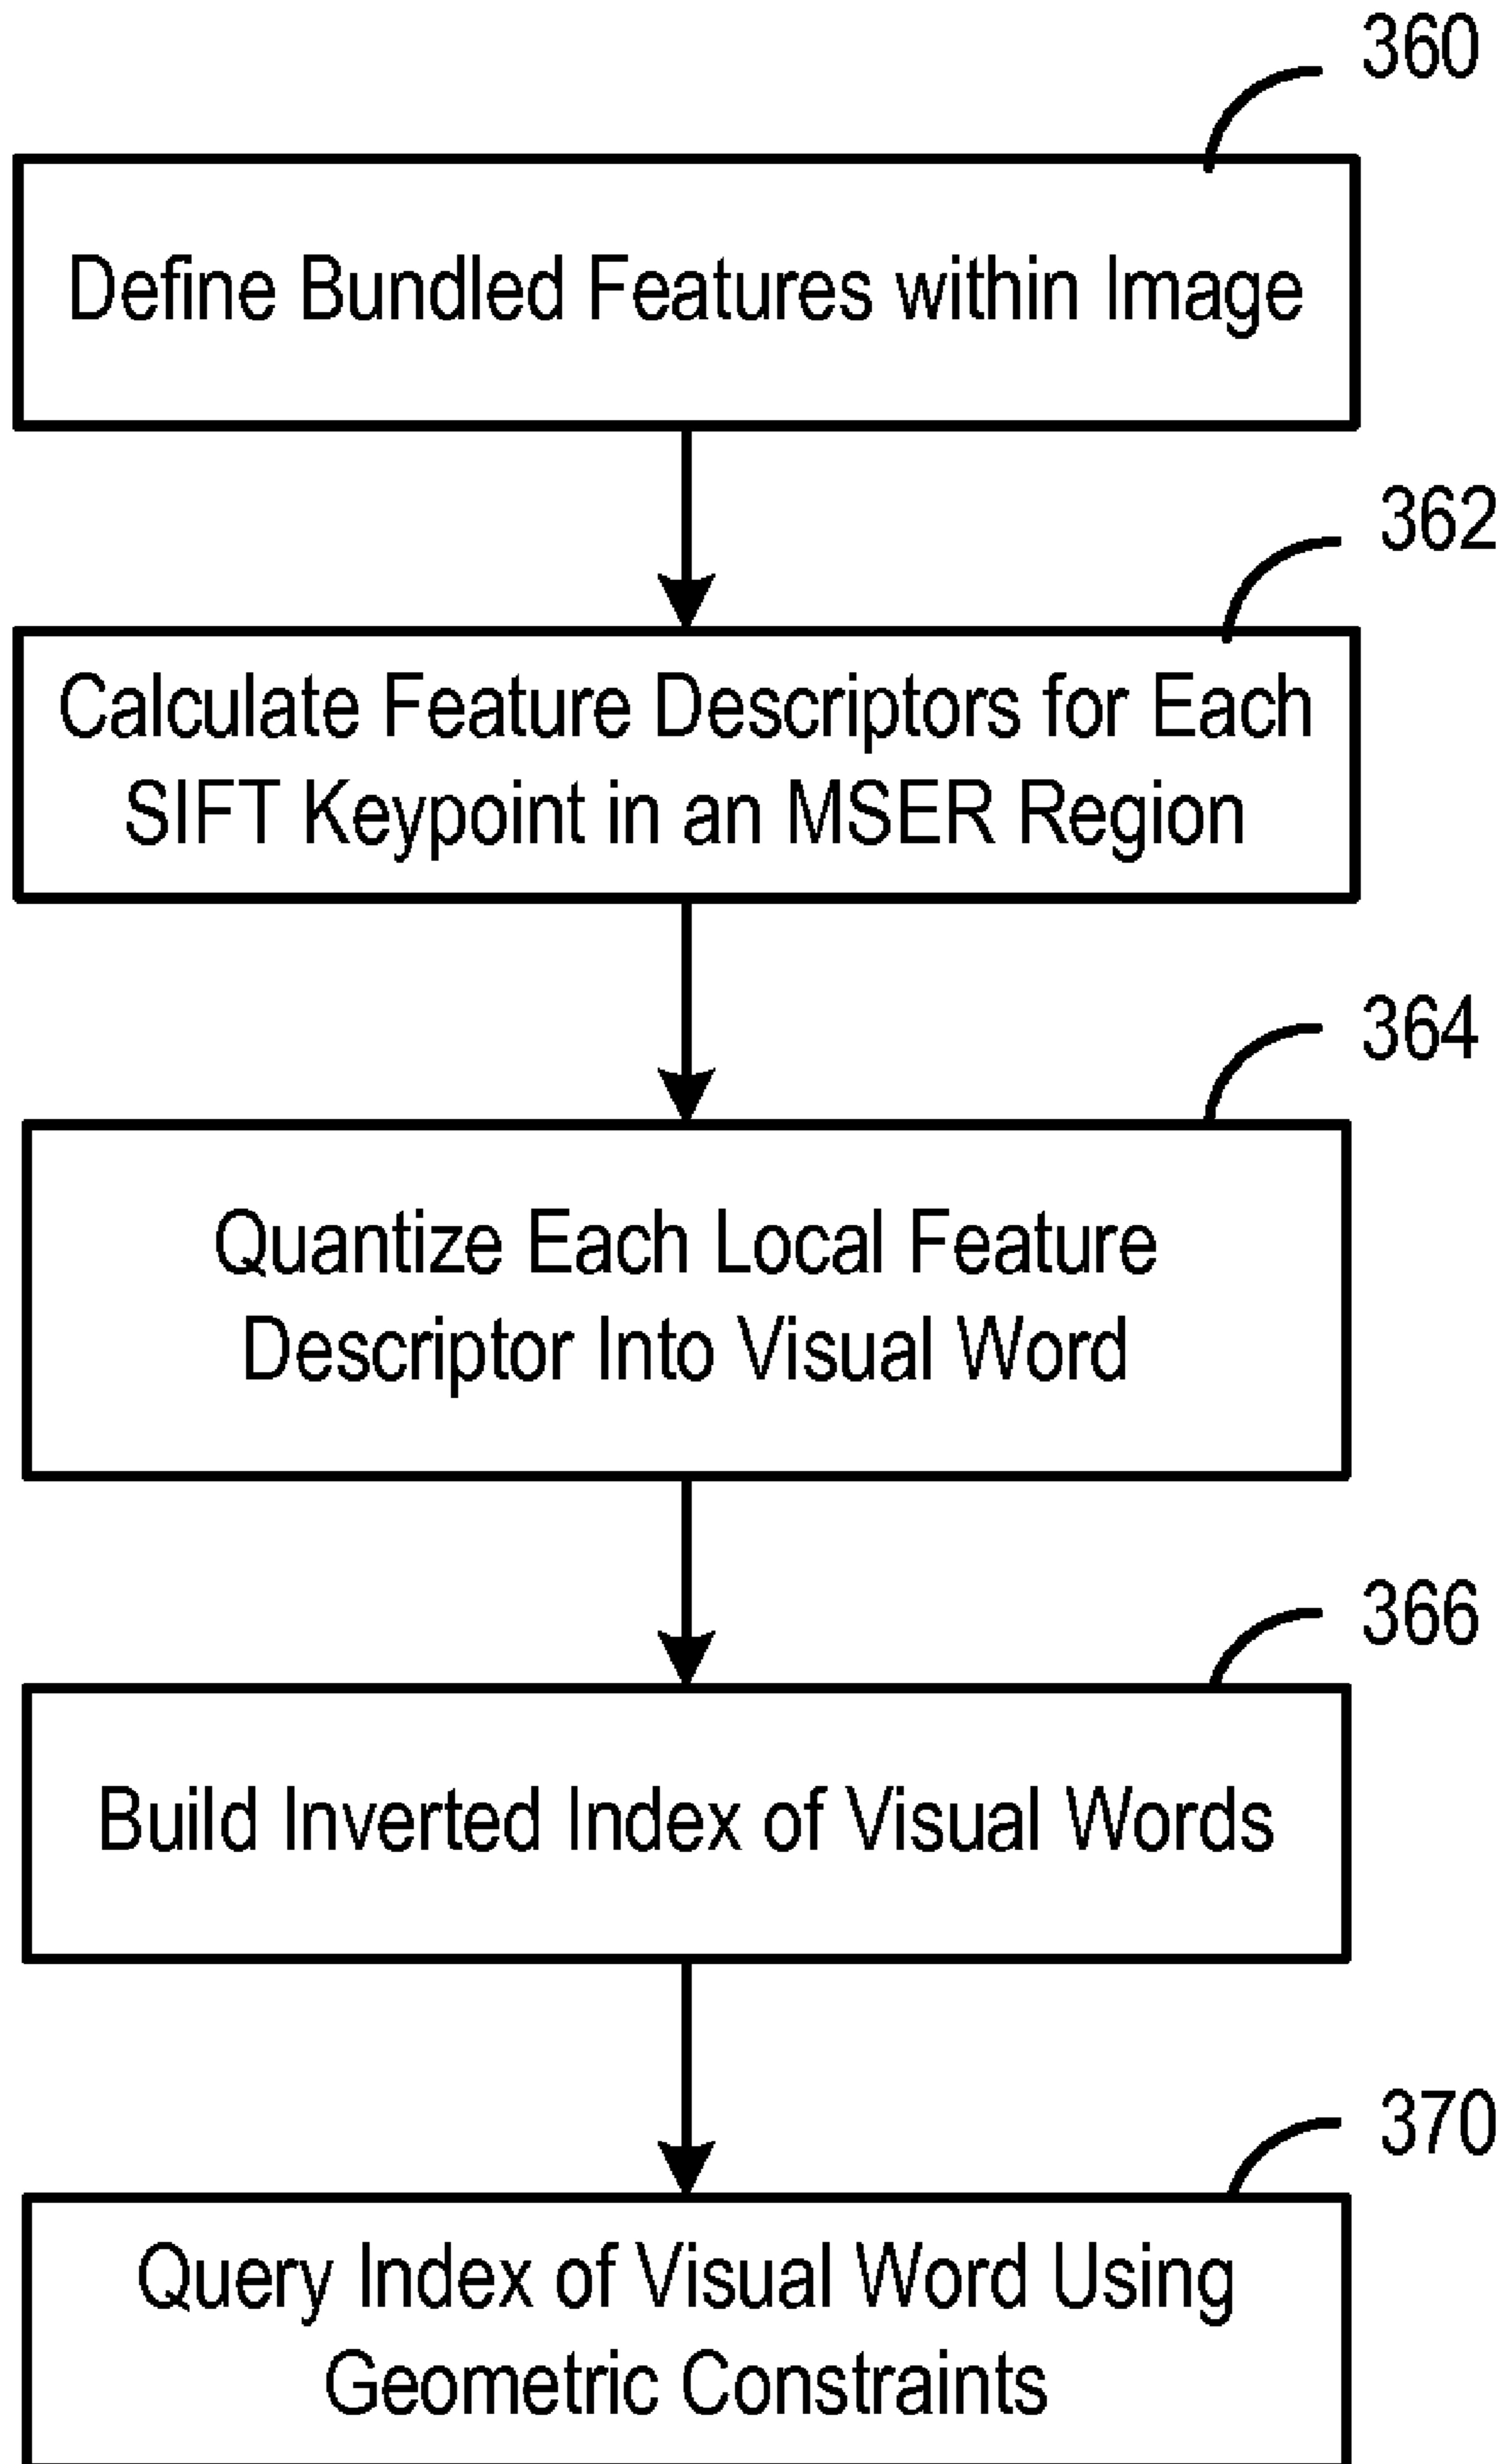 360
Define Bundled Features within Image
362
Calculate Feature Descriptors for Each
SIFT Keypoint in an MSER Region
364
Quantize Each Local Feature
Descriptor Into Visual Word
366
Build Inverted Index of Visual Words
370
Query Index of Visual Word Using
Geometric Constraints